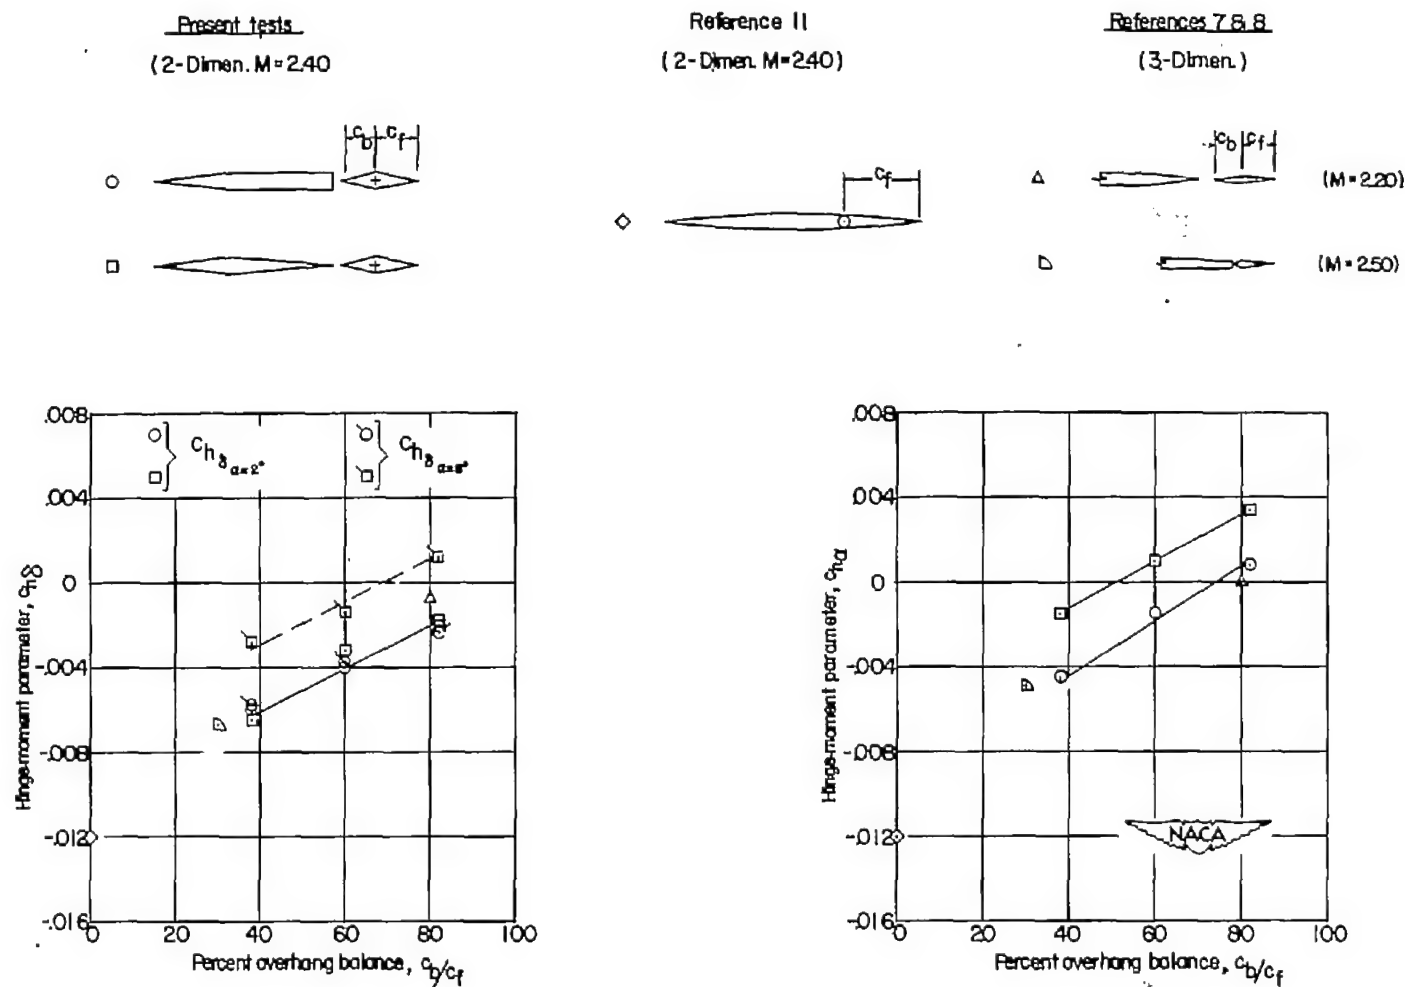 Present tests
(2-Dimen. M=2.40
Reference 11
(2-Dimen. M=2.40)
References 7 & 8
(3-Dimen.)
c_b c_f
c_f
c_b c_f
(M=2.20)
(M=2.50)
.008
.004
0
-.004
-.008
-.012
-.016
0 20 40 60 80 100
c_hδ α=2°
c_hδ
Hinge-moment parameter, c_hδ
Percent overhang balance, c_b/c_f
.008
.004
0
-.004
-.008
-.012
-.016
0 20 40 60 80 100
Hinge-moment parameter, c_hα
Percent overhang balance, c_b/c_f
NACA